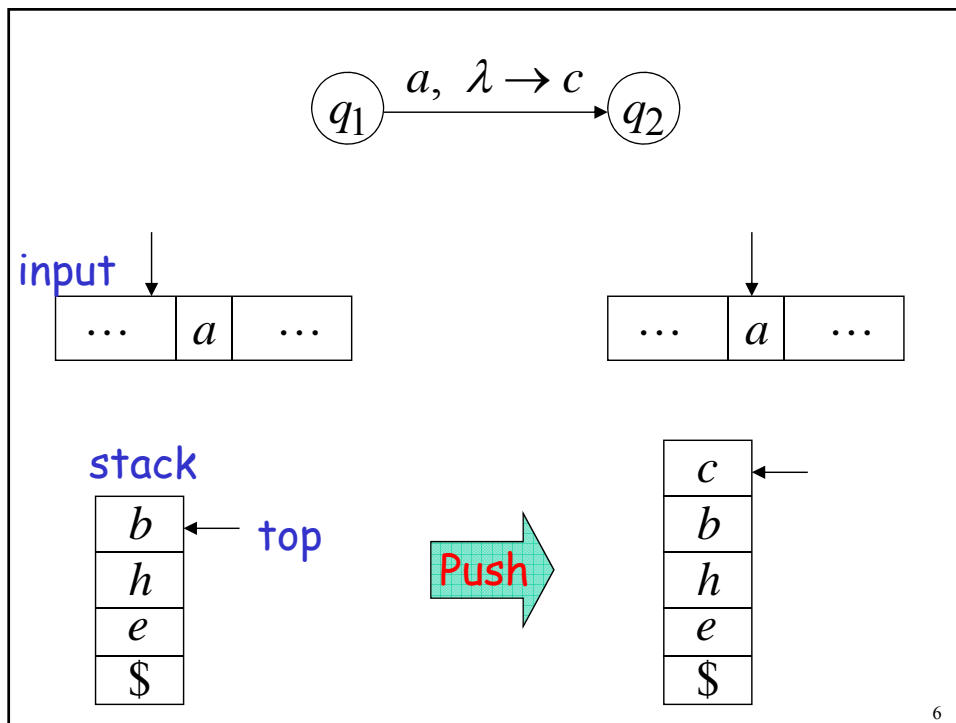 a, λ → c
q1 q2
input
⋯ a ⋯ ⋯ a ⋯
stack
c
b top b
Push
h h
e e
$ $
6